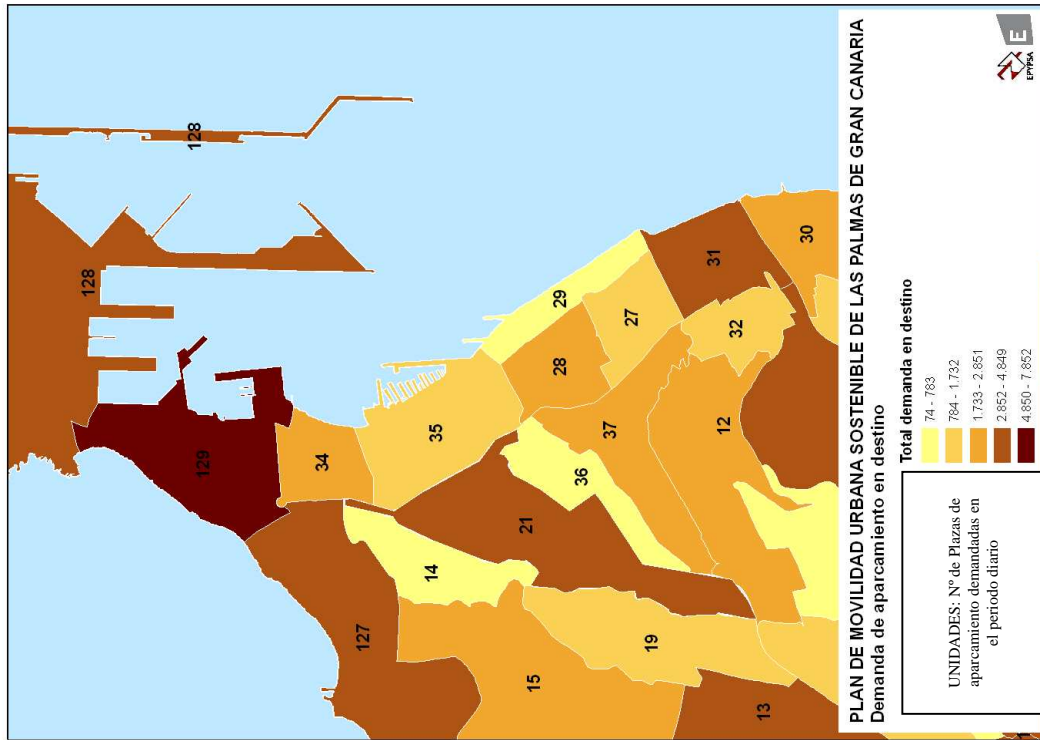 128
128
129
34
35
29
28
27
31
30
32
12
37
36
21
14
127
15
19
13
1
PLAN DE MOVILIDAD URBANA SOSTENIBLE DE LAS PALMAS DE GRAN CANARIA
Demanda de aparcamiento en destino
UNIDADES: Nº de Plazas de
aparcamiento demandadas en
el periodo diario
Total demanda en destino
74 - 783
784 - 1.732
1.733 - 2.851
2.852 - 4.849
4.850 - 7.852
EPYPSA
E